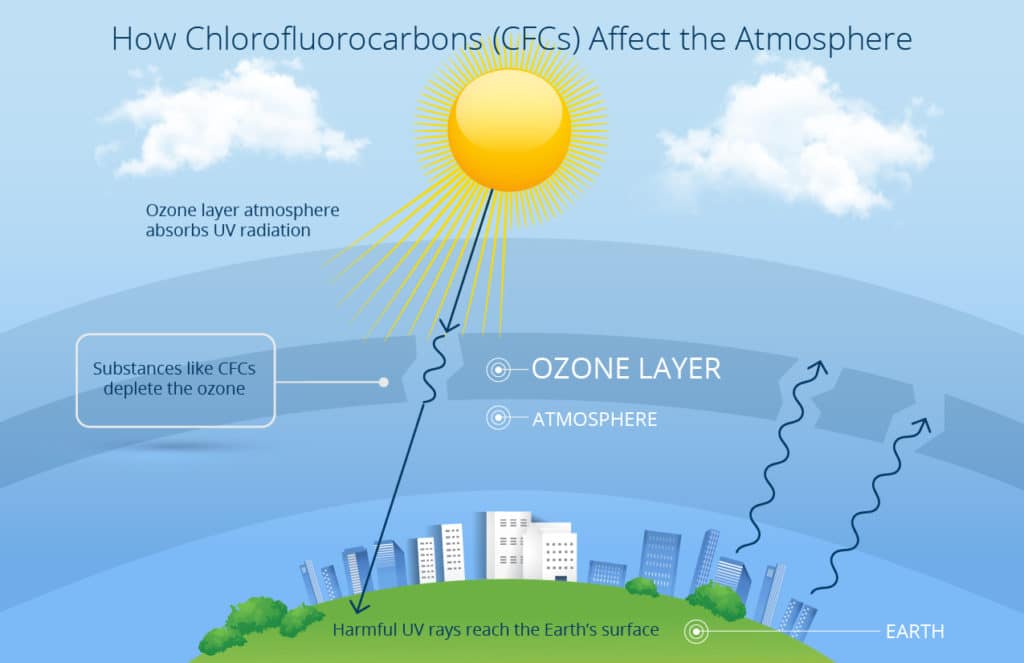 How Chlorofluorocarbons (CFCs) Affect the Atmosphere
Ozone layer atmosphere
absorbs UV radiation
Substances like CFCs
deplete the ozone
OZONE LAYER
ATMOSPHERE
Harmful UV rays reach the Earth's surface
EARTH